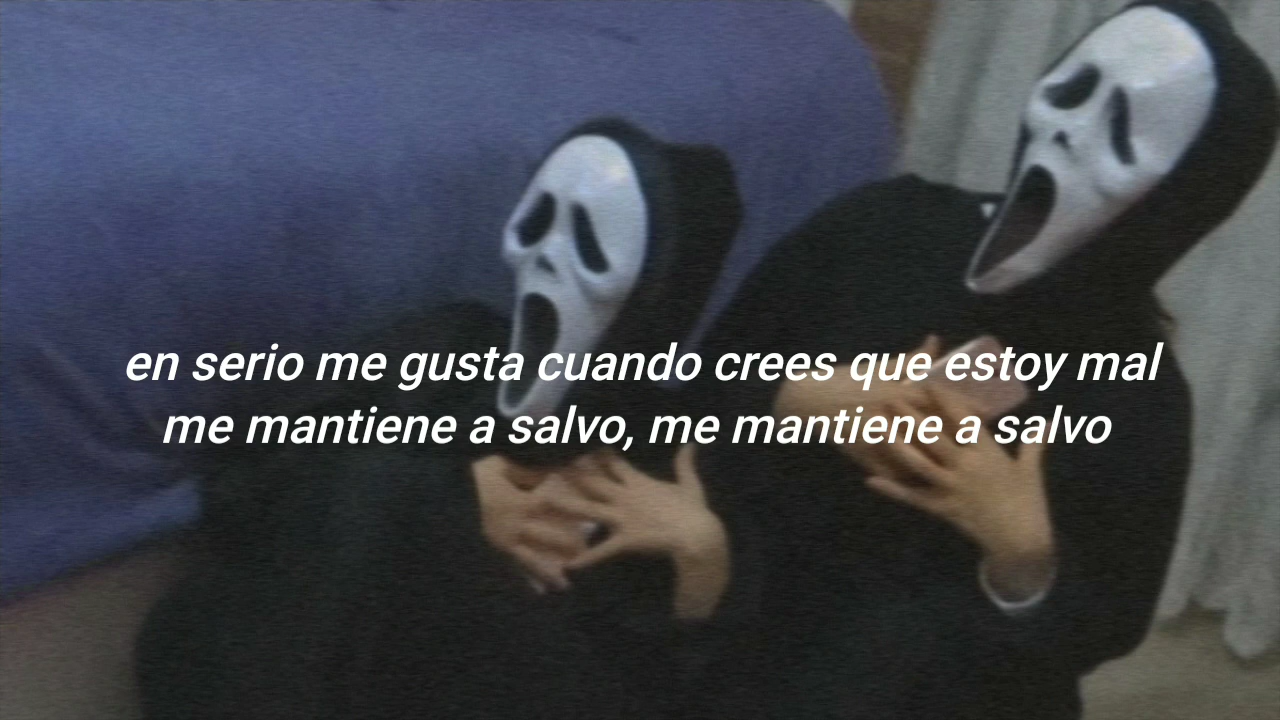 en serio me gusta cuando crees que estoy mal
me mantiene a salvo, me mantiene a salvo